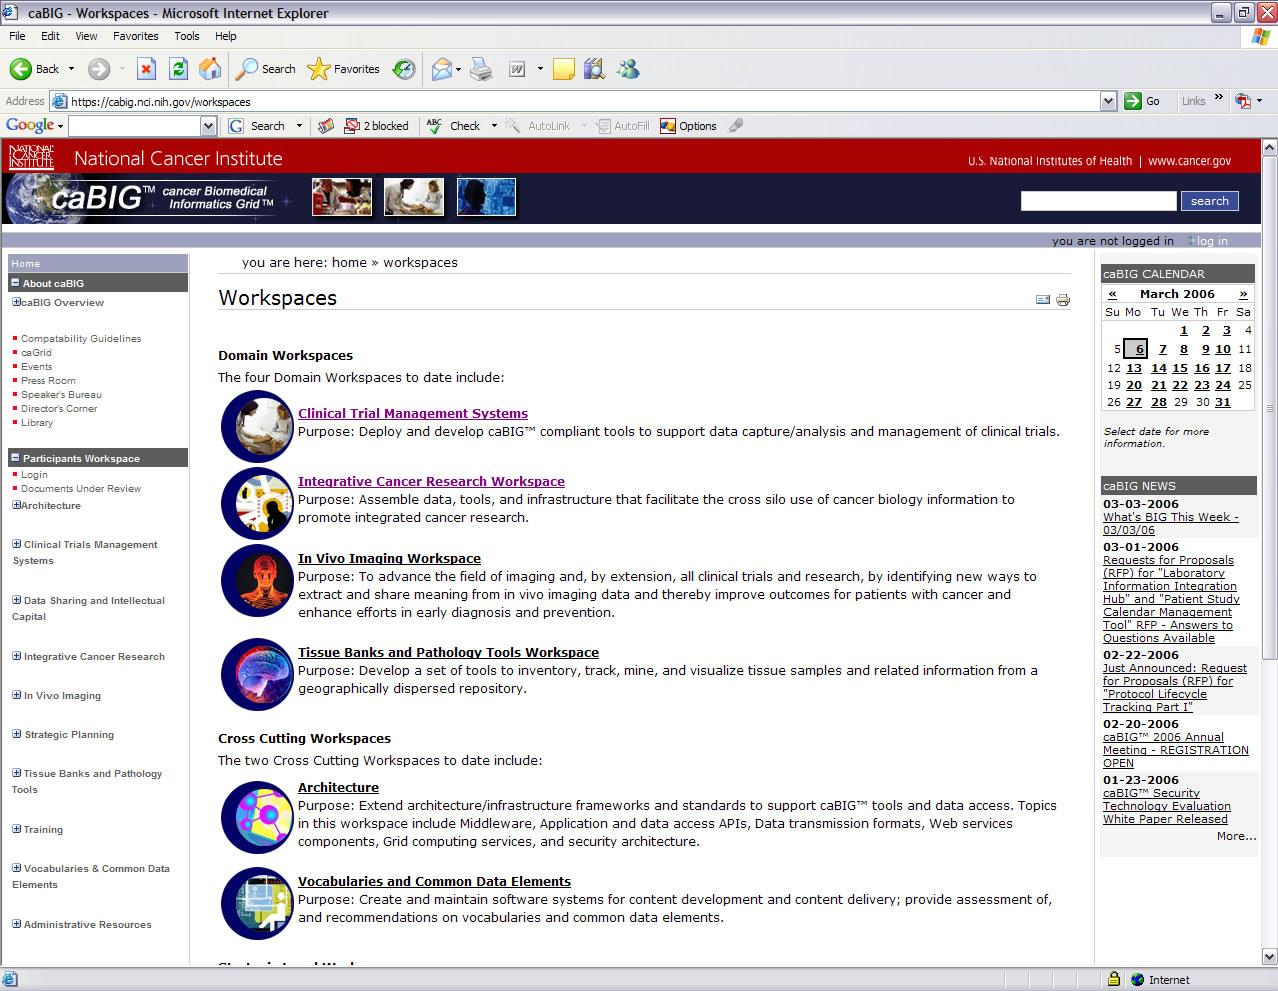 caBIG - Workspaces - Microsoft Internet Explorer
File Edit View Favorites Tools Help
Back Search Favorites
Address https://cabig.nci.nih.gov/workspaces Go Links »
Google Search 2 blocked ABC Check AutoLink AutoFill Options
NATIONAL CANCER INSTITUTE National Cancer Institute U.S. National Institutes of Health | www.cancer.gov
caBIG™ cancer Biomedical
Informatics Grid™
search
you are not logged in log in
Home
About caBIG
caBIG Overview
Compatability Guidelines
caGrid
Events
Press Room
Speaker's Bureau
Director's Corner
Library
Participants Workspace
Login
Documents Under Review
Architecture
Clinical Trials Management
Systems
Data Sharing and Intellectual
Capital
Integrative Cancer Research
In Vivo Imaging
Strategic Planning
Tissue Banks and Pathology
Tools
Training
Vocabularies & Common Data
Elements
Administrative Resources
you are here: home » workspaces
Workspaces
Domain Workspaces
The four Domain Workspaces to date include:
Clinical Trial Management Systems
Purpose: Deploy and develop caBIG™ compliant tools to support data capture/analysis and management of clinical trials.
Integrative Cancer Research Workspace
Purpose: Assemble data, tools, and infrastructure that facilitate the cross silo use of cancer biology information to
promote integrated cancer research.
In Vivo Imaging Workspace
Purpose: To advance the field of imaging and, by extension, all clinical trials and research, by identifying new ways to
extract and share meaning from in vivo imaging data and thereby improve outcomes for patients with cancer and
enhance efforts in early diagnosis and prevention.
Tissue Banks and Pathology Tools Workspace
Purpose: Develop a set of tools to inventory, track, mine, and visualize tissue samples and related information from a
geographically dispersed repository.
Cross Cutting Workspaces
The two Cross Cutting Workspaces to date include:
Architecture
Purpose: Extend architecture/infrastructure frameworks and standards to support caBIG™ tools and data access. Topics
in this workspace include Middleware, Application and data access APIs, Data transmission formats, Web services
components, Grid computing services, and security architecture.
Vocabularies and Common Data Elements
Purpose: Create and maintain software systems for content development and content delivery; provide assessment of,
and recommendations on vocabularies and common data elements.
caBIG CALENDAR
« March 2006 »
Su Mo Tu We Th Fr Sa
1 2 3 4
5 6 7 8 9 10 11
12 13 14 15 16 17 18
19 20 21 22 23 24 25
26 27 28 29 30 31
Select date for more
information.
caBIG NEWS
03-03-2006
What's BIG This Week -
03/03/06
03-01-2006
Requests for Proposals
(RFP) for "Laboratory
Information Integration
Hub" and "Patient Study
Calendar Management
Tool" RFP - Answers to
Questions Available
02-22-2006
Just Announced: Request
for Proposals (RFP) for
"Protocol Lifecycle
Tracking Part I"
02-20-2006
caBIG™ 2006 Annual
Meeting - REGISTRATION
OPEN
01-23-2006
caBIG™ Security
Technology Evaluation
White Paper Released
More...
Internet